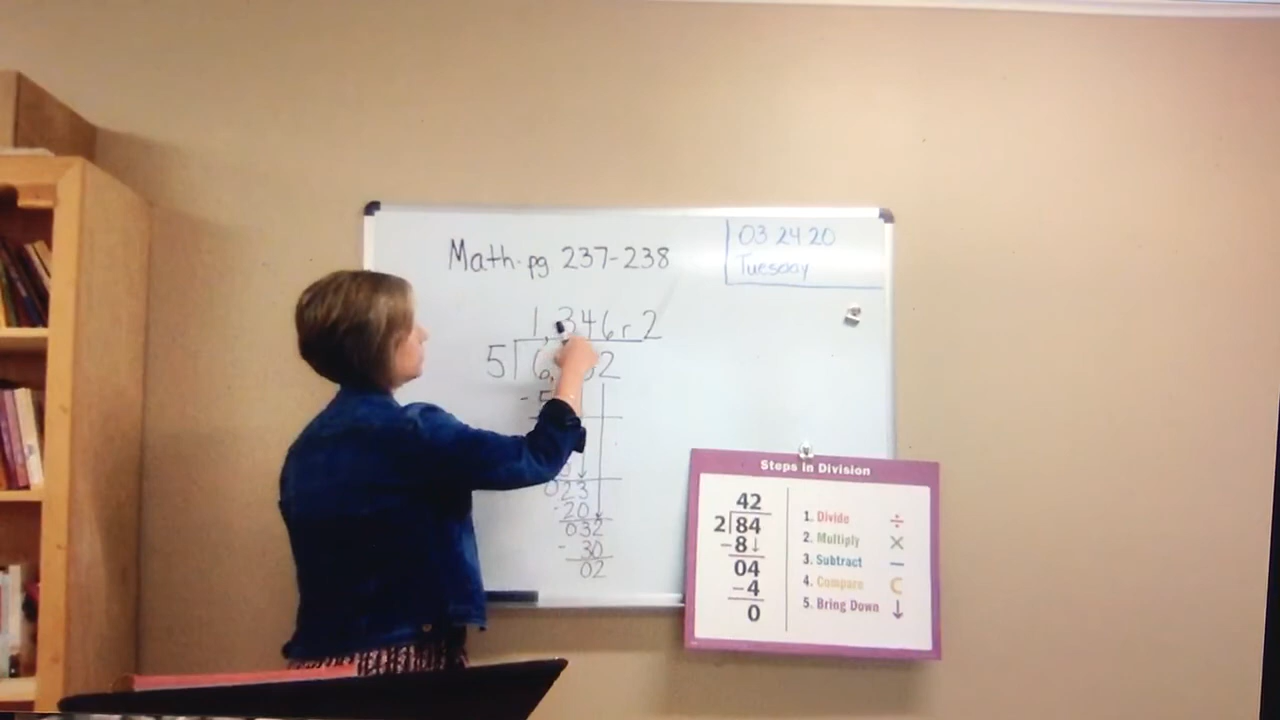 Math-pg 237-238
03 24 20
Tuesday
1,346 r 2
5
2
- 5
023
-20
032
- 30
02
Steps in Division
42
2 84
-8↓
04
-4
0
1. Divide ÷
2. Multiply ×
3. Subtract −
4. Compare C
5. Bring Down ↓